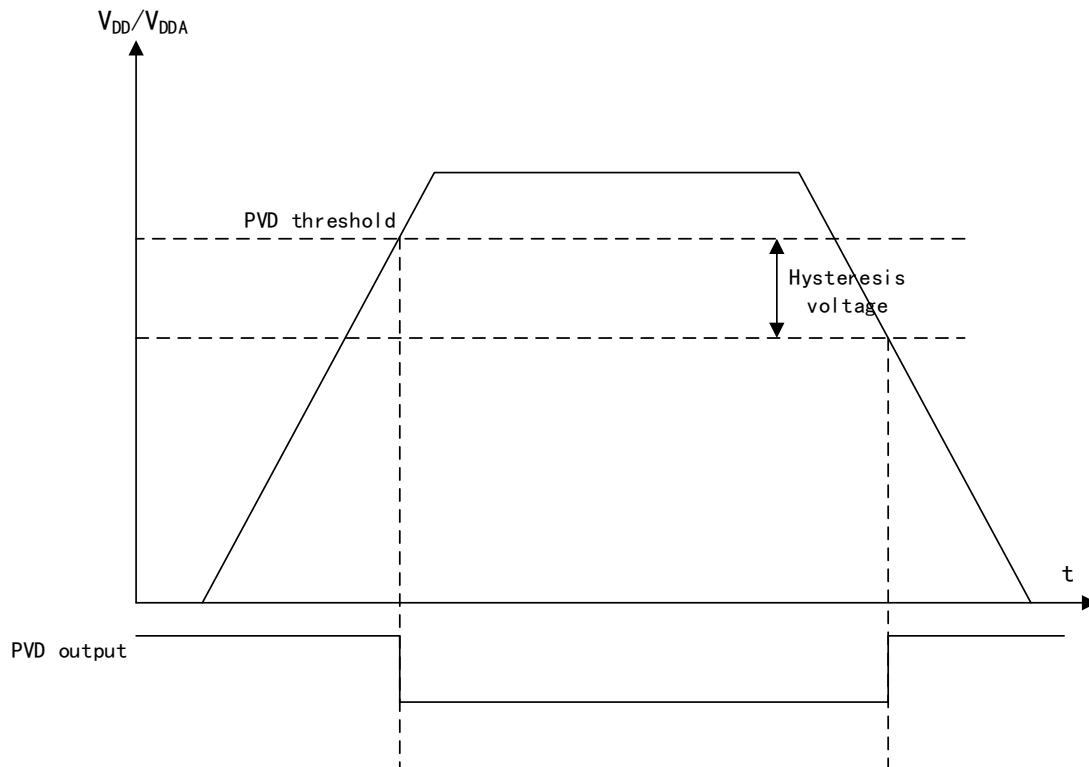 VDD/VDDA
PVD threshold
Hysteresis
voltage
t
PVD output